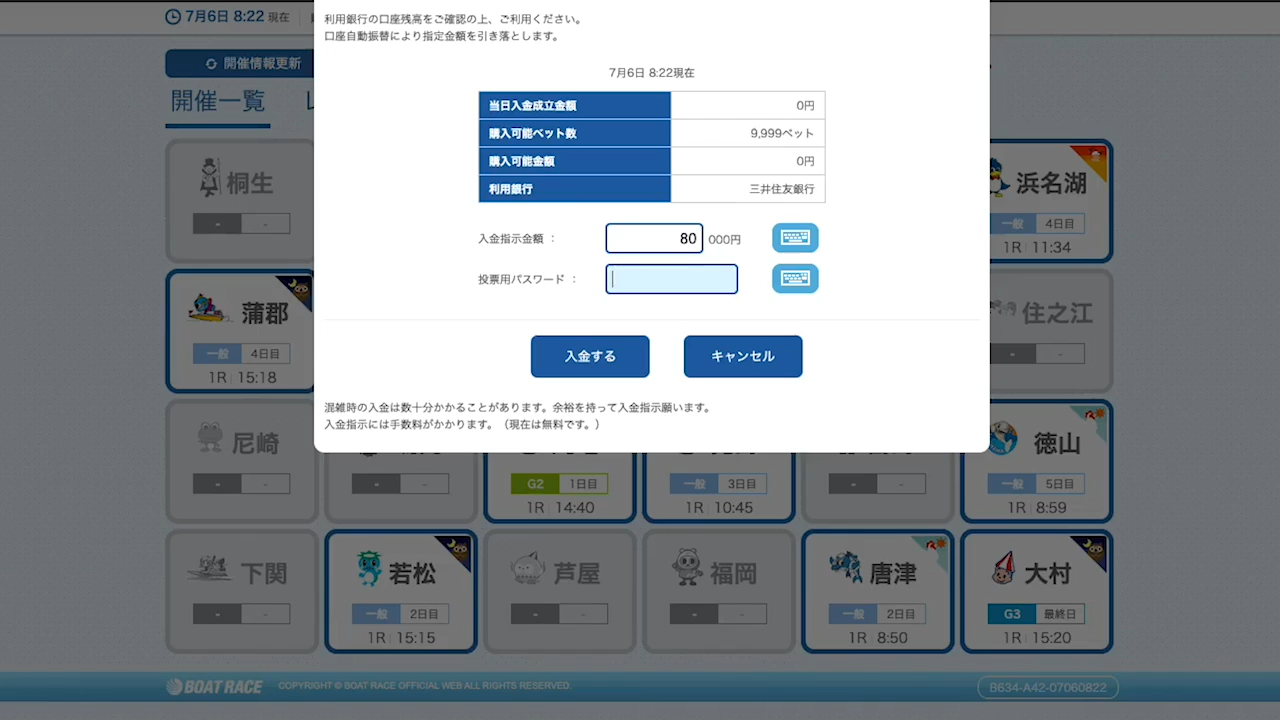 7月6日 8:22 現在
利用銀行の口座残高をご確認の上、ご利用ください。
口座自動振替により指定金額を引き落とします。
開催情報更新
7月6日 8:22現在
開催一覧
当日入金成立金額 0円
購入可能ベット数 9,999ベット
購入可能金額 0円
利用銀行 三井住友銀行
桐生
- -
浜名湖
一般 4日目
1R 11:34
入金指示金額 : 80 000円
投票用パスワード :
蒲郡
一般 4日目
1R 15:18
住之江
- -
入金する キャンセル
混雑時の入金は数十分かかることがあります。余裕を持って入金指示願います。
入金指示には手数料がかかります。（現在は無料です。）
尼崎
- -
- -
G2 1日目
1R 14:40
一般 3日目
1R 10:45
- -
徳山
一般 5日目
1R 8:59
下関
- -
若松
一般 2日目
1R 15:15
芦屋
- -
福岡
- -
唐津
一般 2日目
1R 8:50
大村
G3 最終日
1R 15:20
BOAT RACE COPYRIGHT © BOAT RACE OFFICIAL WEB ALL RIGHTS RESERVED.
B634-A42-07060822